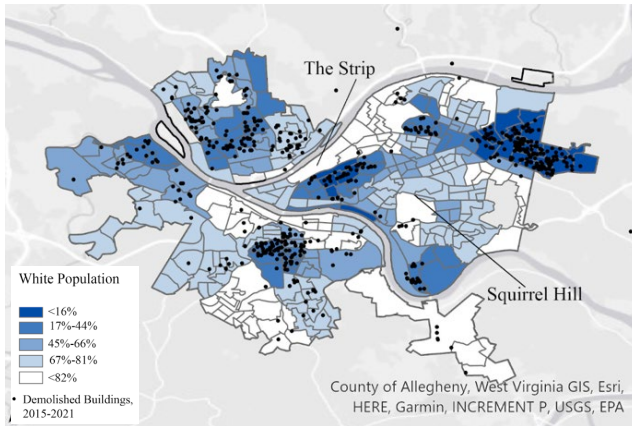 The Strip
Squirrel Hill
White Population
<16%
17%-44%
45%-66%
67%-81%
<82%
Demolished Buildings,
2015-2021
County of Allegheny, West Virginia GIS, Esri,
HERE, Garmin, INCREMENT P, USGS, EPA